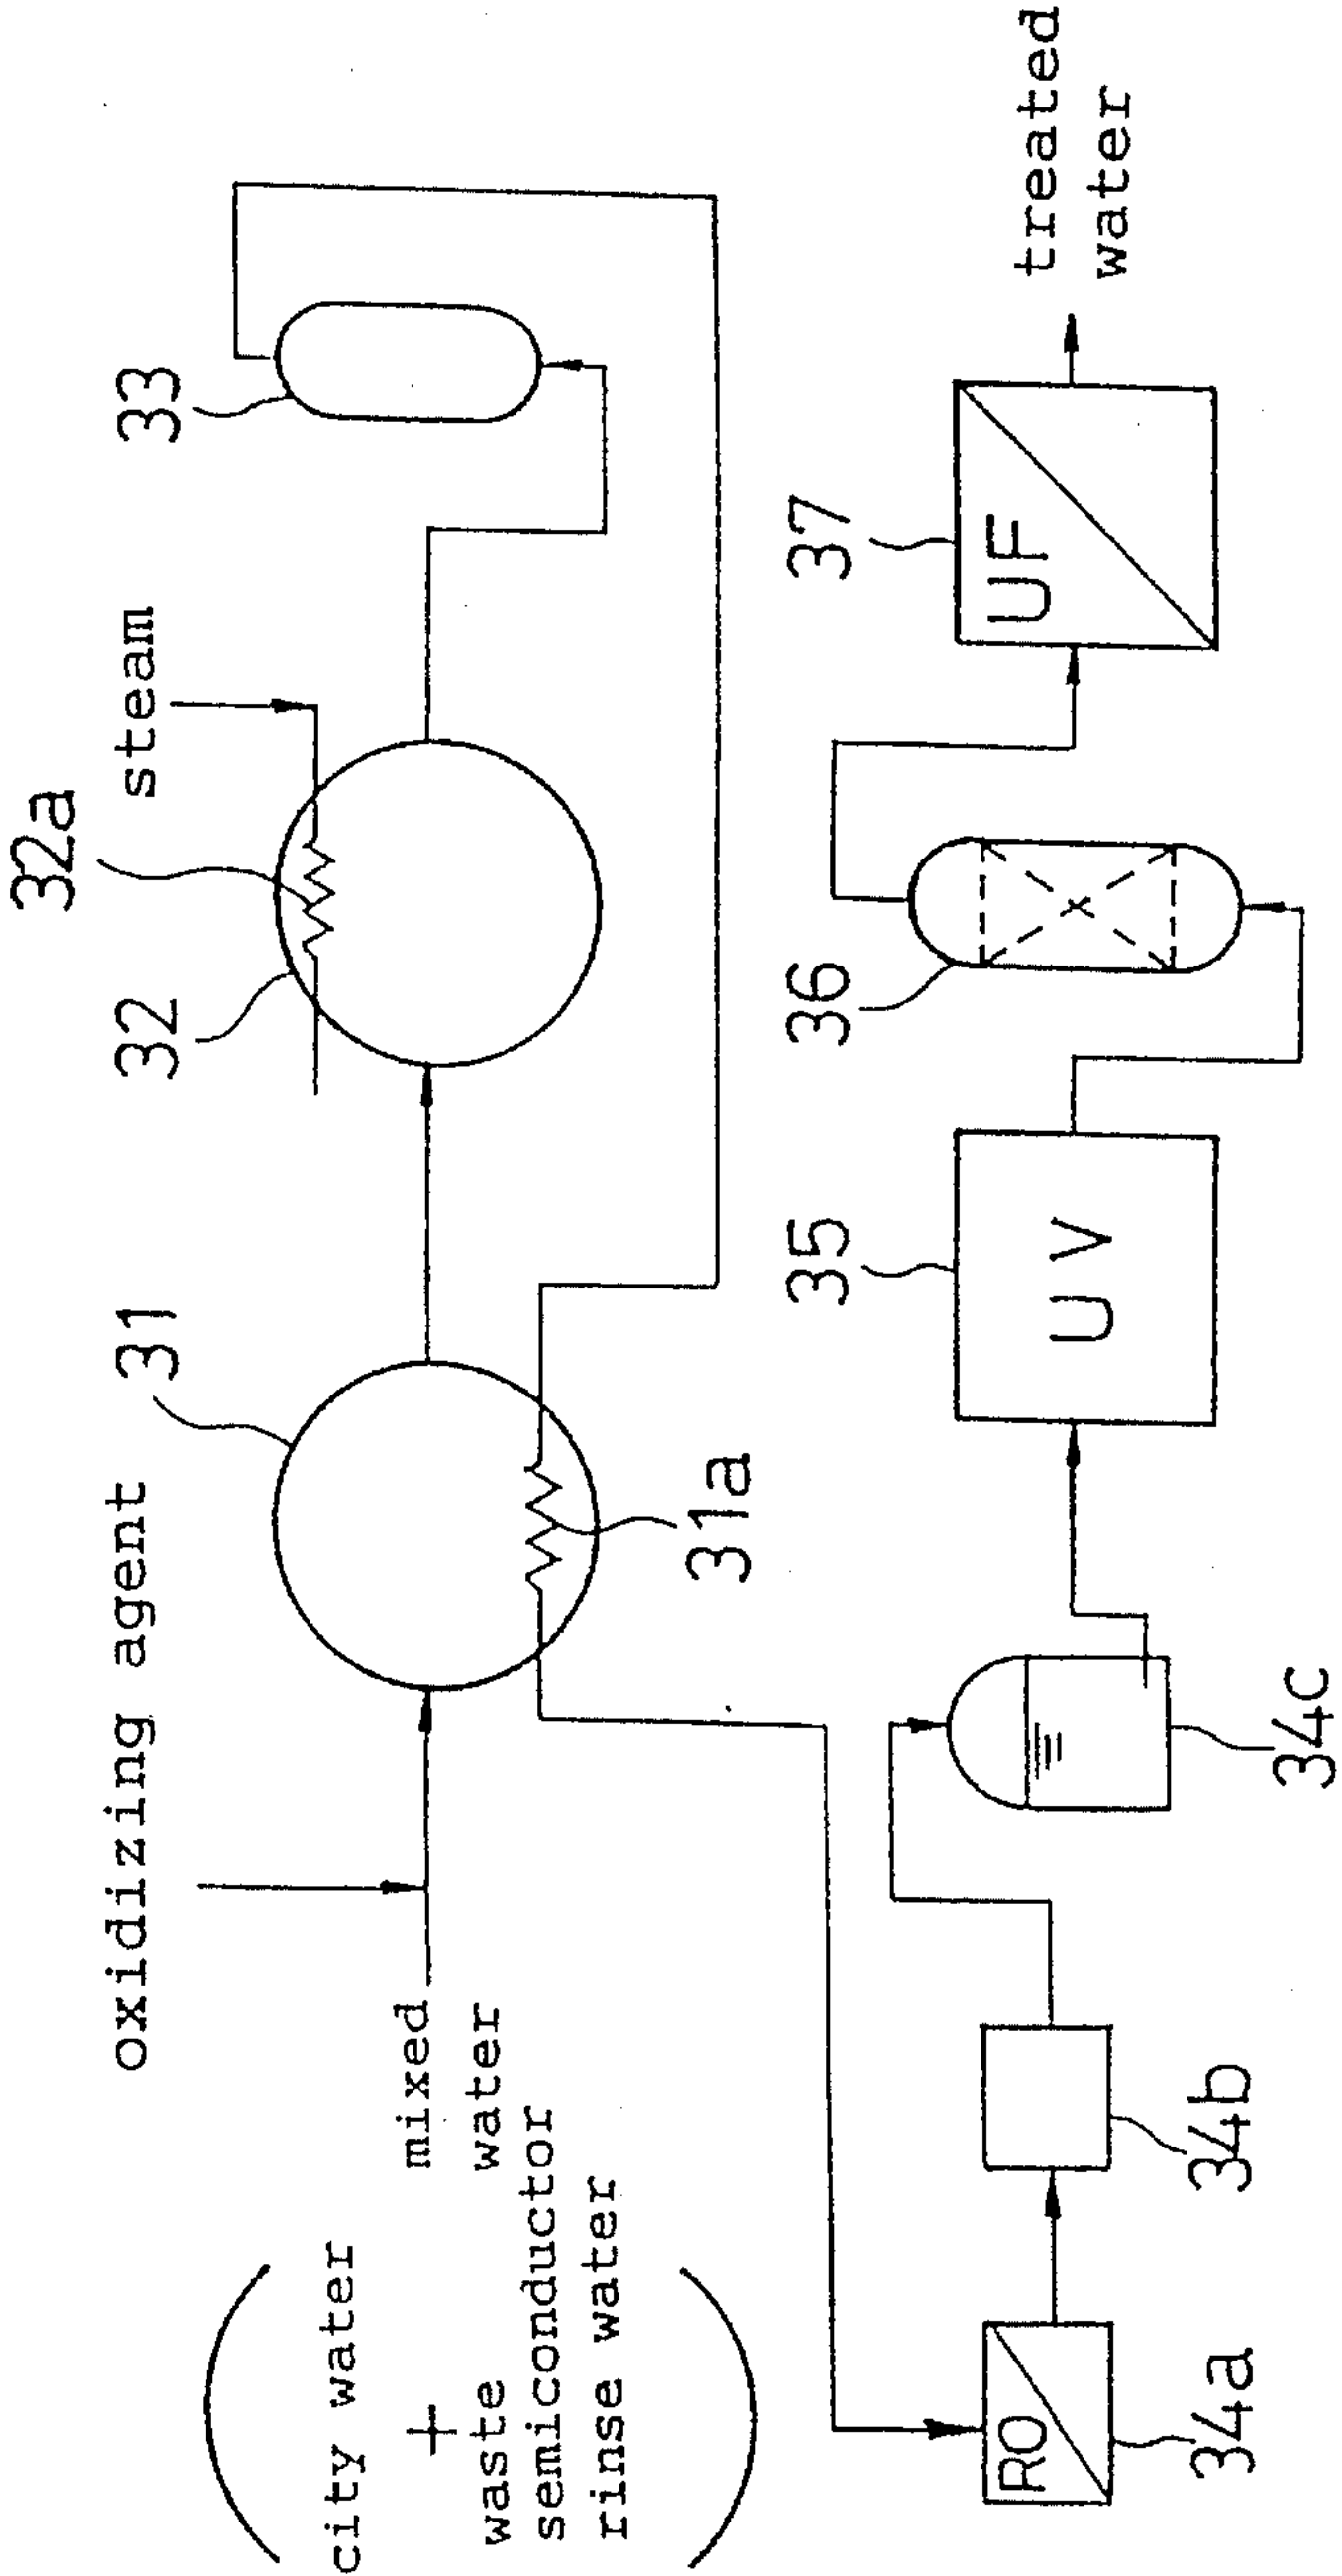 oxidizing agent
mixed
water
city water
+
waste
semiconductor
rinse water
31
31a
32
32a
steam
33
RO
34a
34b
34c
UV
35
36
UF
37
treated
water